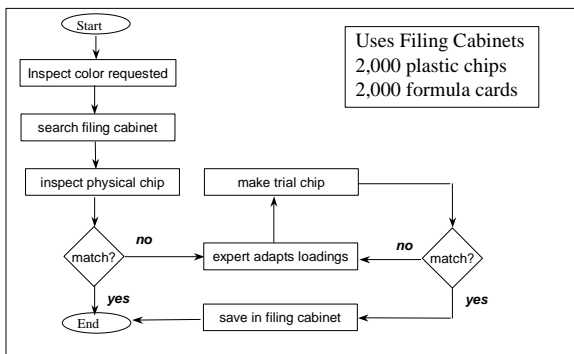 Start
Uses Filing Cabinets
2,000 plastic chips
2,000 formula cards
Inspect color requested
search filing cabinet
inspect physical chip
make trial chip
no
match?
expert adapts loadings
no
match?
yes
yes
End
save in filing cabinet